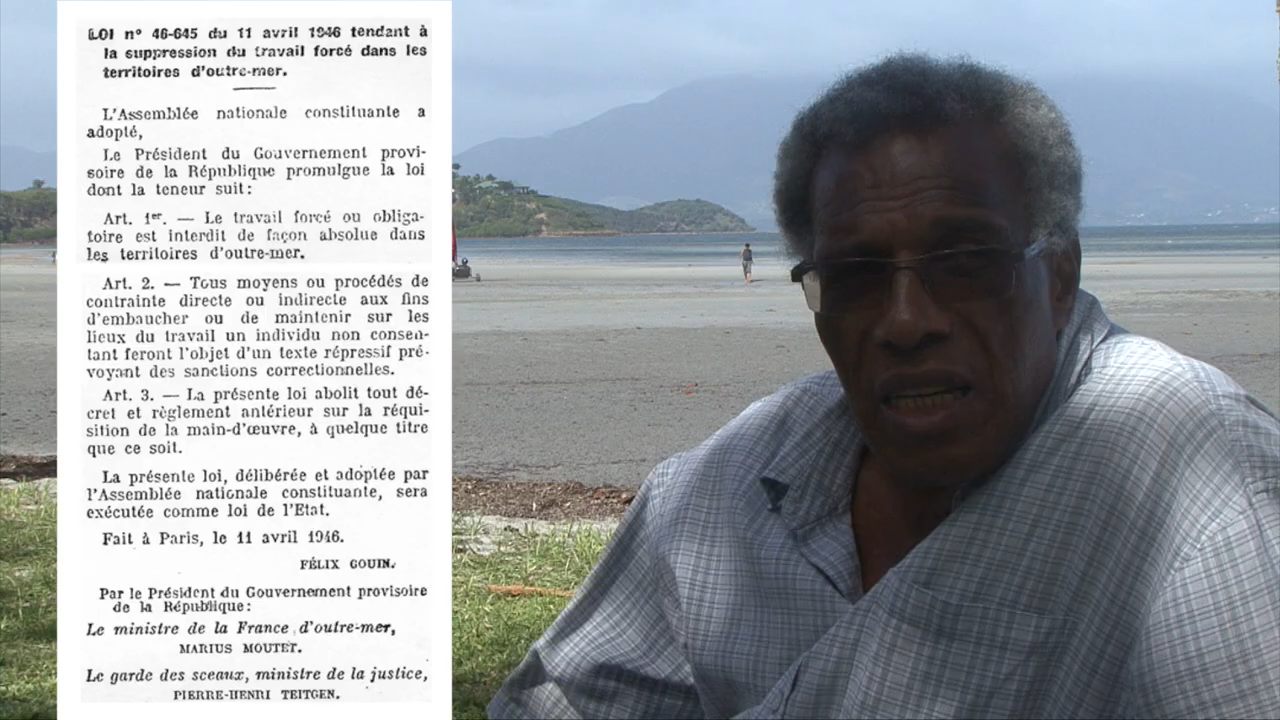 LOI n° 46-645 du 11 avril 1946 tendant à
la suppression du travail forcé dans les
territoires d'outre-mer.
L'Assemblée nationale constituante a
adopté,
Le Président du Gouvernement provi-
soire de la République promulgue la loi
dont la teneur suit:
Art. 1er. — Le travail forcé ou obliga-
toire est interdit de façon absolue dans
les territoires d'outre-mer.
Art. 2. — Tous moyens ou procédés de
contrainte directe ou indirecte aux fins
d'embaucher ou de maintenir sur les
lieux du travail un individu non consen-
tant feront l'objet d'un texte répressif pré-
voyant des sanctions correctionnelles.
Art. 3. — La présente loi abolit tout dé-
cret et règlement antérieur sur la réqui-
sition de la main-d'œuvre, à quelque titre
que ce soit.
La présente loi, délibérée et adoptée par
l'Assemblée nationale constituante, sera
exécutée comme loi de l'Etat.
Fait à Paris, le 11 avril 1946.
FÉLIX GOUIN.
Par le Président du Gouvernement provisoire
de la République:
Le ministre de la France d'outre-mer,
MARIUS MOUTET.
Le garde des sceaux, ministre de la justice,
PIERRE-HENRI TEITGEN.